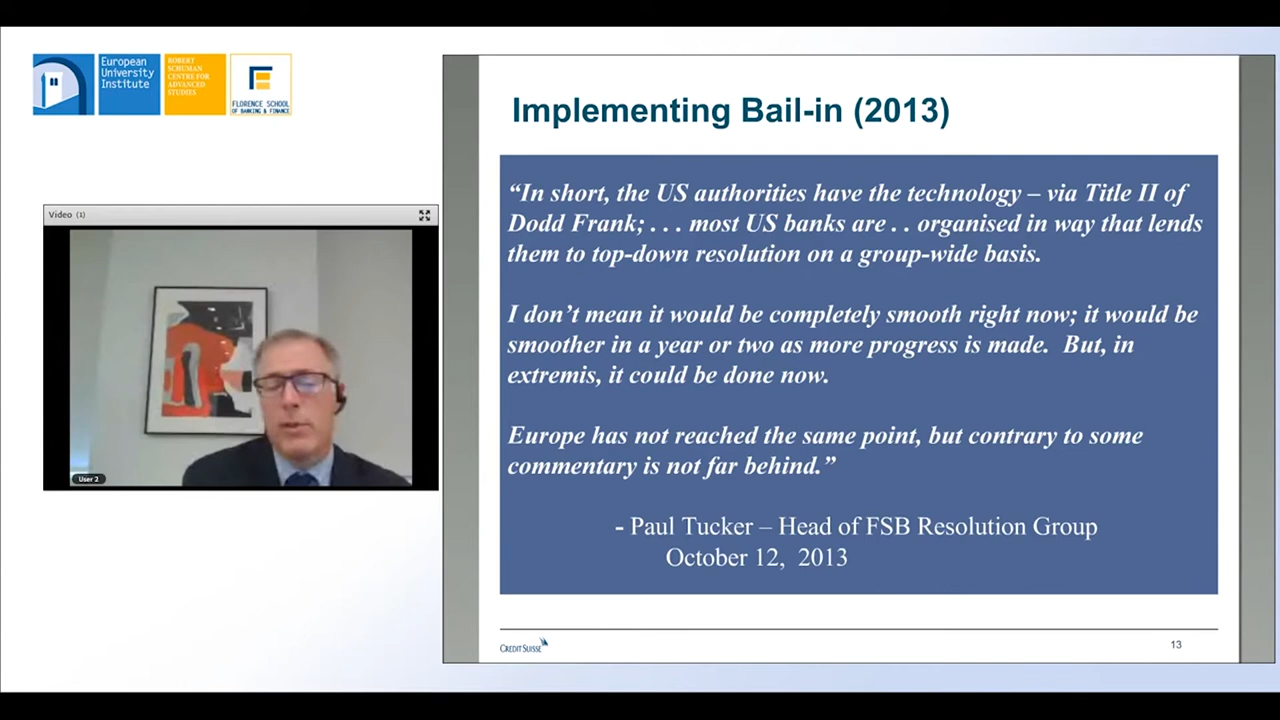 European
University
Institute
ROBERT
SCHUMAN
CENTRE FOR
ADVANCED
STUDIES
FLORENCE SCHOOL
OF BANKING & FINANCE
Video (1)
User 2
Implementing Bail-in (2013)
“In short, the US authorities have the technology – via Title II of
Dodd Frank; . . . most US banks are . . organised in way that lends
them to top-down resolution on a group-wide basis.
I don’t mean it would be completely smooth right now; it would be
smoother in a year or two as more progress is made. But, in
extremis, it could be done now.
Europe has not reached the same point, but contrary to some
commentary is not far behind.”
- Paul Tucker – Head of FSB Resolution Group
October 12, 2013
CREDIT SUISSE
13